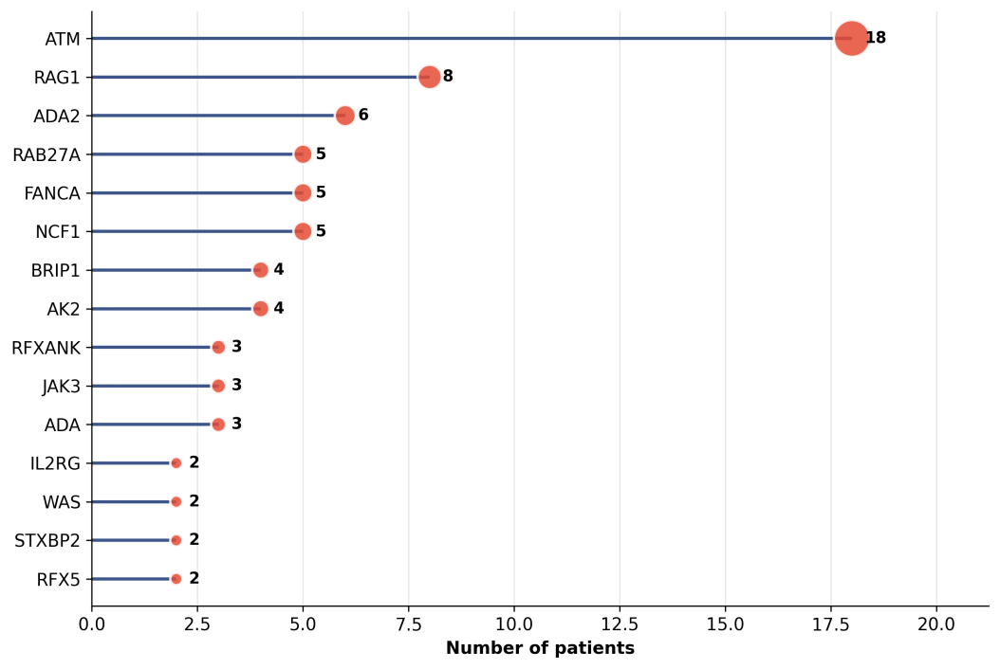 ATM 18
RAG1 8
ADA2 6
RAB27A 5
FANCA 5
NCF1 5
BRIP1 4
AK2 4
RFXANK 3
JAK3 3
ADA 3
IL2RG 2
WAS 2
STXBP2 2
RFX5 2
0.0 2.5 5.0 7.5 10.0 12.5 15.0 17.5 20.0
Number of patients